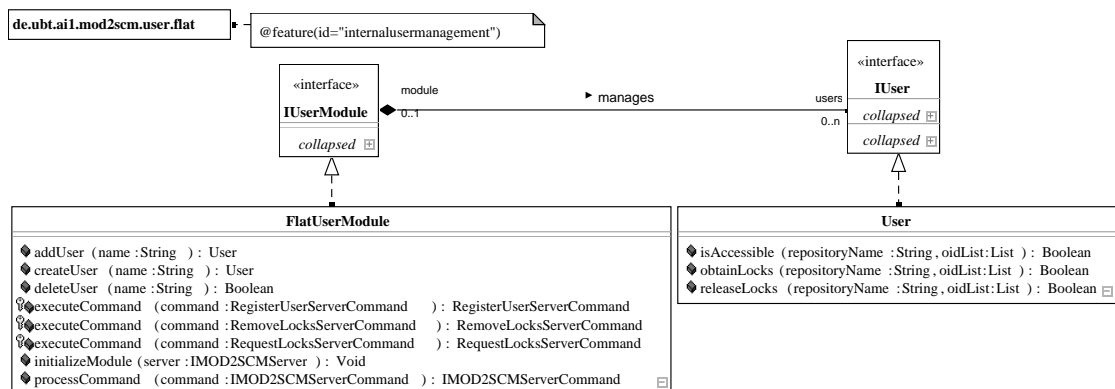 de.ubt.ai1.mod2scm.user.flat
@feature(id="internalusermanagement")
«interface»
IUserModule
collapsed
module
0..1
manages
users
0..n
«interface»
IUser
collapsed
collapsed
FlatUserModule
addUser (name :String ) : User
createUser (name :String ) : User
deleteUser (name :String ) : Boolean
executeCommand (command :RegisterUserServerCommand ) : RegisterUserServerCommand
executeCommand (command :RemoveLocksServerCommand ) : RemoveLocksServerCommand
executeCommand (command :RequestLocksServerCommand ) : RequestLocksServerCommand
initializeModule (server :IMOD2SCMServer ) : Void
processCommand (command :IMOD2SCMServerCommand ) : IMOD2SCMServerCommand
User
isAccessible (repositoryName :String , oidList:List ) : Boolean
obtainLocks (repositoryName :String , oidList:List ) : Boolean
releaseLocks (repositoryName :String , oidList:List ) : Boolean